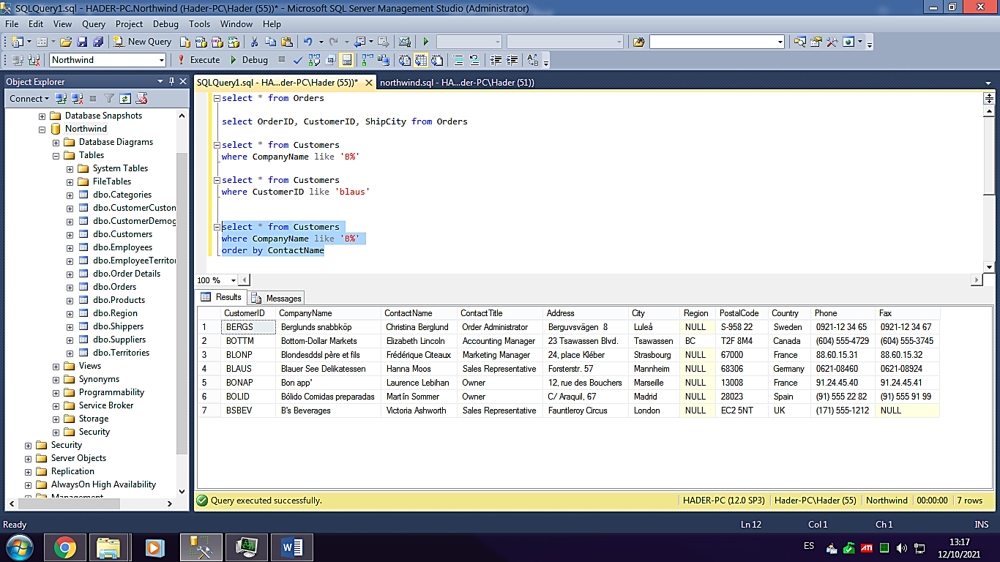 SQLQuery1.sql - HADER-PC.Northwind (Hader-PC\Hader (55))* - Microsoft SQL Server Management Studio (Administrator)
File Edit View Query Project Debug Tools Window Help
New Query
Northwind Execute Debug
Object Explorer
Connect
Database Snapshots
Northwind
Database Diagrams
Tables
System Tables
FileTables
dbo.Categories
dbo.CustomerCuston
dbo.CustomerDemog
dbo.Customers
dbo.Employees
dbo.EmployeeTerrito
dbo.Order Details
dbo.Orders
dbo.Products
dbo.Region
dbo.Shippers
dbo.Suppliers
dbo.Territories
Views
Synonyms
Programmability
Service Broker
Storage
Security
Security
Server Objects
Replication
AlwaysOn High Availability
Management
SQLQuery1.sql - HA...der-PC\Hader (55))* northwind.sql - HA...der-PC\Hader (51))
select * from Orders
select OrderID, CustomerID, ShipCity from Orders
select * from Customers
where CompanyName like 'B%'
select * from Customers
where CustomerID like 'blaus'
select * from Customers
where CompanyName like 'B%'
order by ContactName
100 %
Results Messages
CustomerID CompanyName ContactName ContactTitle Address City Region PostalCode Country Phone Fax
1 BERGS Berglunds snabbköp Christina Berglund Order Administrator Berguvsvägen 8 Luleå NULL S-958 22 Sweden 0921-12 34 65 0921-12 34 67
2 BOTTM Bottom-Dollar Markets Elizabeth Lincoln Accounting Manager 23 Tsawassen Blvd. Tsawassen BC T2F 8M4 Canada (604) 555-4729 (604) 555-3745
3 BLONP Blondesddsl père et fils Frédérique Citeaux Marketing Manager 24, place Kléber Strasbourg NULL 67000 France 88.60.15.31 88.60.15.32
4 BLAUS Blauer See Delikatessen Hanna Moos Sales Representative Forsterstr. 57 Mannheim NULL 68306 Germany 0621-08460 0621-08924
5 BONAP Bon app' Laurence Lebihan Owner 12, rue des Bouchers Marseille NULL 13008 France 91.24.45.40 91.24.45.41
6 BOLID Bólido Comidas preparadas Martín Sommer Owner C/ Araquil, 67 Madrid NULL 28023 Spain (91) 555 22 82 (91) 555 91 99
7 BSBEV B's Beverages Victoria Ashworth Sales Representative Fauntleroy Circus London NULL EC2 5NT UK (171) 555-1212 NULL
Query executed successfully. HADER-PC (12.0 SP3) Hader-PC\Hader (55) Northwind 00:00:00 7 rows
Ready Ln 12 Col 1 Ch 1 INS
ES ATI 13:17
12/10/2021